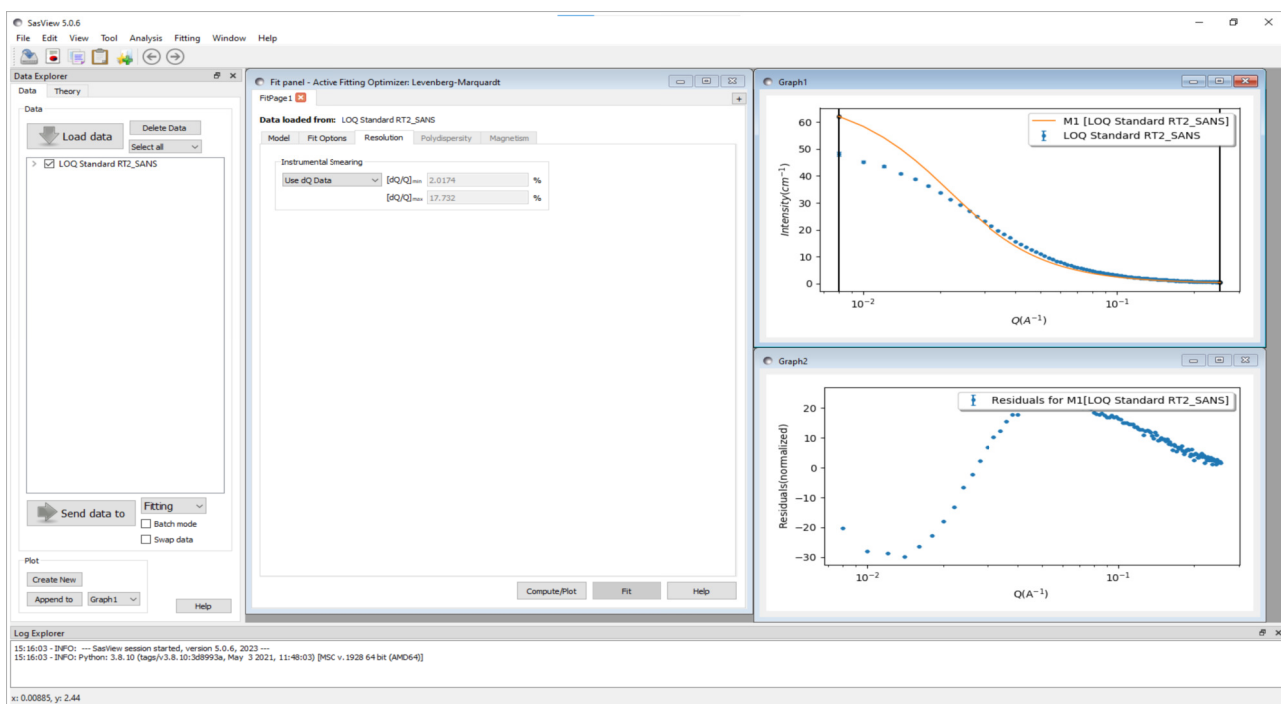 SasView 5.0.6
File Edit View Tool Analysis Fitting Window Help
Data Explorer
Data Theory
Data
Load data
Delete Data
Select all
LOQ Standard RT2_SANS
Send data to
Fitting
Batch mode
Swap data
Plot
Create New
Append to Graph1
Help
Fit panel - Active Fitting Optimizer: Levenberg-Marquardt
FitPage1
Data loaded from: LOQ Standard RT2_SANS
Model Fit Options Resolution Polydispersity Magnetism
Instrumental Smearing
Use dQ Data [dQ/Q]min 2.0174 %
[dQ/Q]max 17.732 %
Compute/Plot Fit Help
Graph1
M1 [LOQ Standard RT2_SANS]
LOQ Standard RT2_SANS
Intensity(cm⁻¹)
60
50
40
30
20
10
0
10⁻² 10⁻¹
Q(A⁻¹)
Graph2
Residuals for M1[LOQ Standard RT2_SANS]
Residuals(normalized)
20
10
0
−10
−20
−30
10⁻² 10⁻¹
Q(A⁻¹)
Log Explorer
15:16:03 - INFO: --- SasView session started, version 5.0.6, 2023 ---
15:16:03 - INFO: Python: 3.8.10 (tags/v3.8.10:3d8993a, May 3 2021, 11:48:03) [MSC v.1928 64 bit (AMD64)]
x: 0.00885, y: 2.44